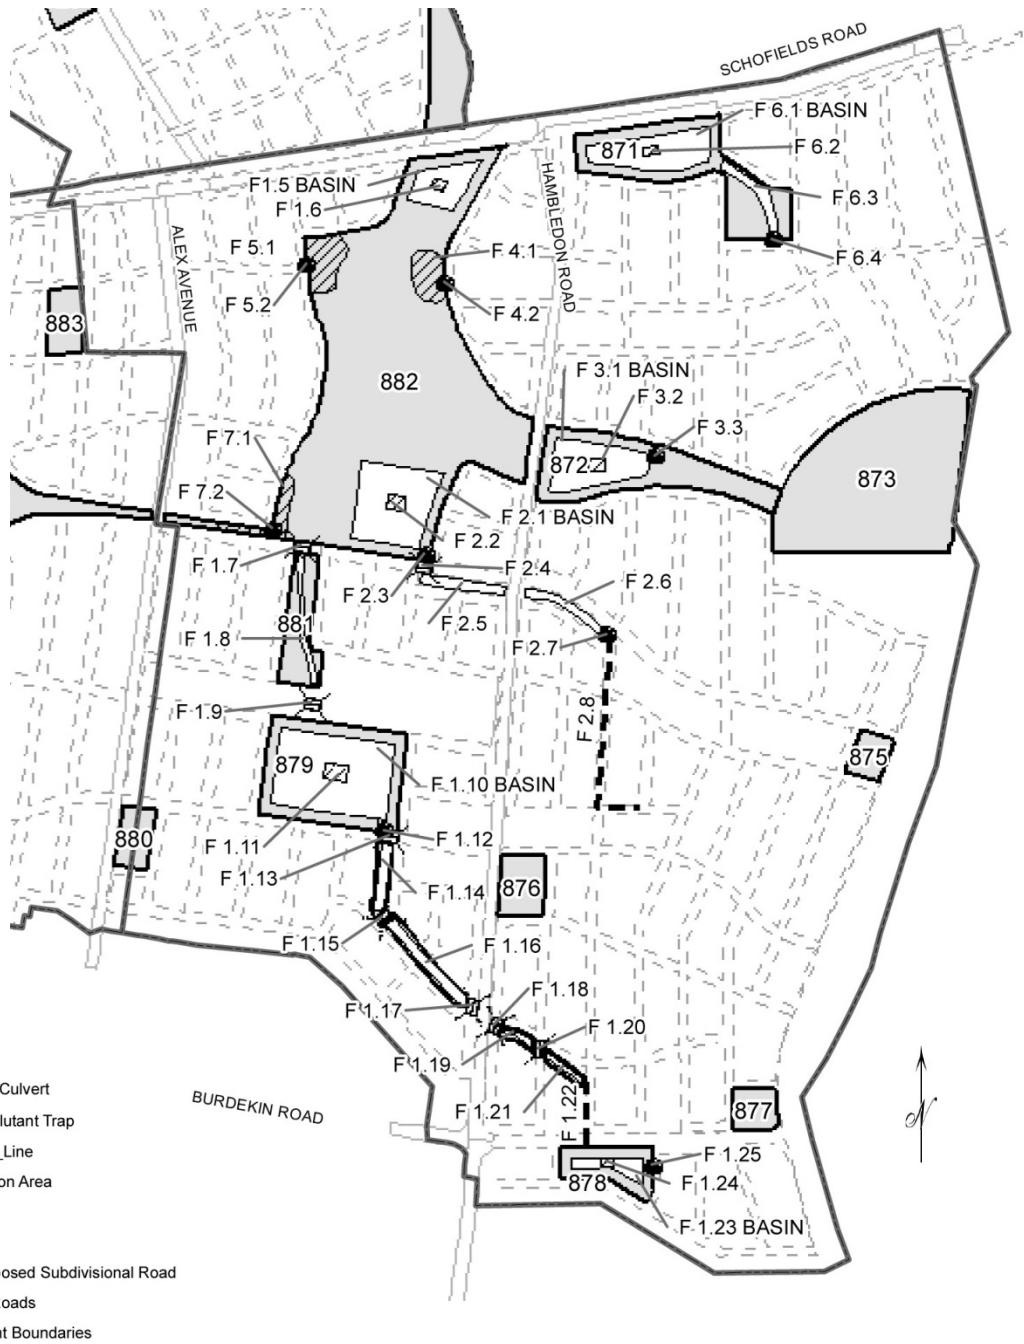 SCHOFIELDS ROAD
F 6.1 BASIN
871
F 6.2
F1.5 BASIN
F 1.6
HAMBLEDON ROAD
F 6.3
ALEX AVENUE
F 5.1
F 4.1
F 6.4
F 5.2
F 4.2
883
882
F 3.1 BASIN
F 3.2
F 3.3
F 7.1
872
873
F 7.2
F 2.1 BASIN
F 2.2
F 1.7
F 2.4
F 2.3
F 2.6
F 2.5
881
F 1.8
F 2.7
F 1.9
F 2.8
875
879
F 1.10 BASIN
880
F 1.11
F 1.12
F 1.13
F 1.14
876
F 1.15
F 1.16
F 1.18
F 1.17
F 1.20
F 1.19
Culvert
BURDEKIN ROAD
F 1.21
F 1.22
877
N
lutant Trap
Line
F 1.25
on Area
878
F 1.24
F 1.23 BASIN
osed Subdivisional Road
oads
t Boundaries